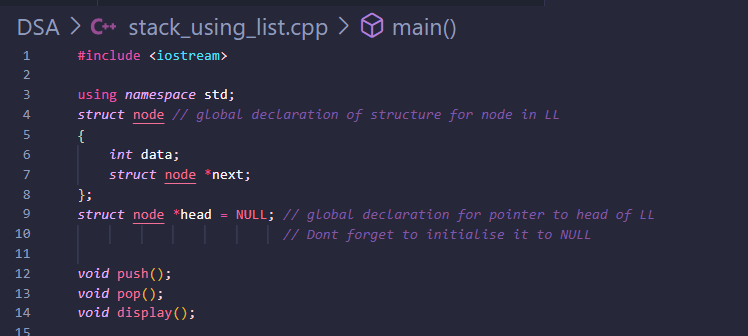 DSA > C++ stack_using_list.cpp > main()
1 #include <iostream>
2
3 using namespace std;
4 struct node // global declaration of structure for node in LL
5 {
6 int data;
7 struct node *next;
8 };
9 struct node *head = NULL; // global declaration for pointer to head of LL
10 // Dont forget to initialise it to NULL
11
12 void push();
13 void pop();
14 void display();
15